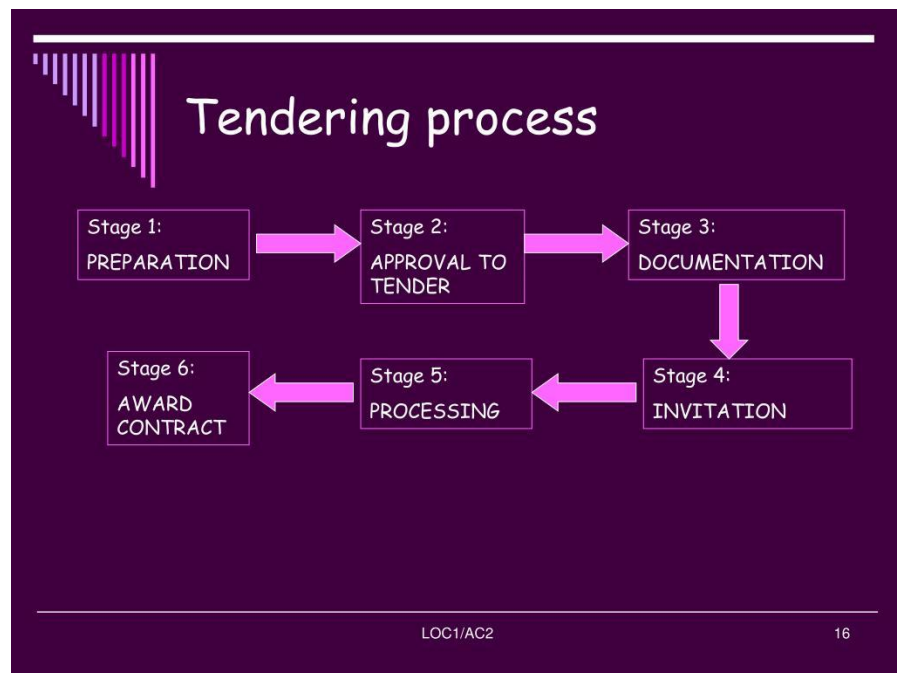 Tendering process
Stage 1:
PREPARATION
Stage 2:
APPROVAL TO
TENDER
Stage 3:
DOCUMENTATION
Stage 4:
INVITATION
Stage 5:
PROCESSING
Stage 6:
AWARD
CONTRACT
LOC1/AC2
16